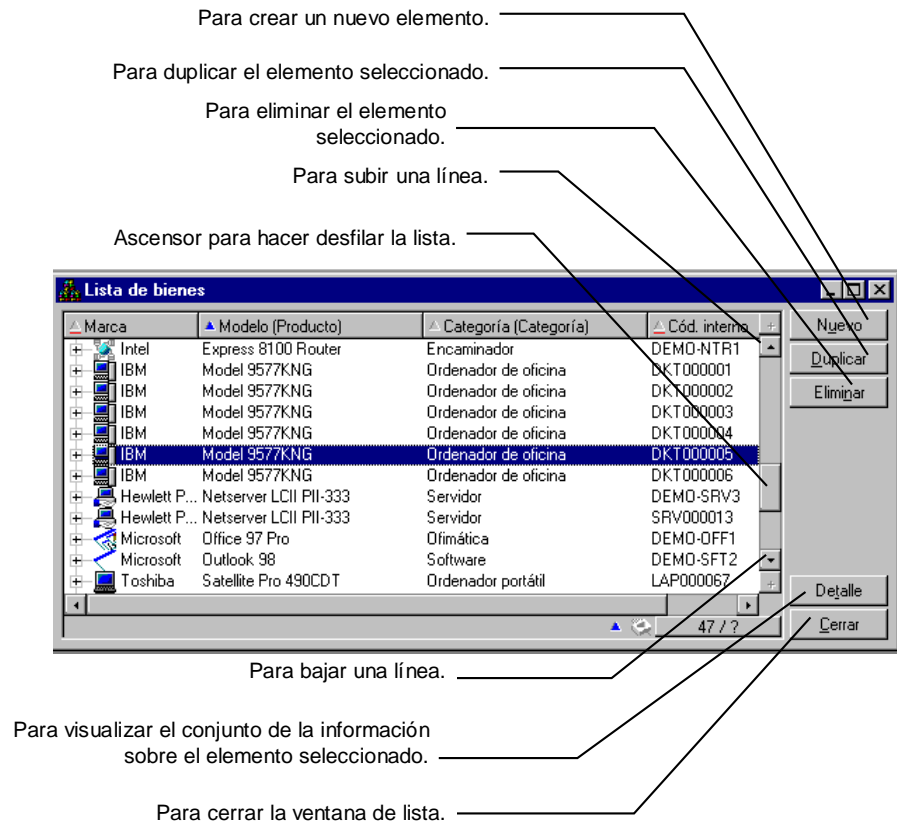 Para crear un nuevo elemento.
Para duplicar el elemento seleccionado.
Para eliminar el elemento
seleccionado.
Para subir una línea.
Ascensor para hacer desfilar la lista.
Lista de bienes
Marca Modelo (Producto) Categoría (Categoría) Cód. interno Nuevo
Intel Express 8100 Router Encaminador DEMO-NTR1
Duplicar
IBM Model 9577KNG Ordenador de oficina DKT000001
IBM Model 9577KNG Ordenador de oficina DKT000002
Eliminar
IBM Model 9577KNG Ordenador de oficina DKT000003
IBM Model 9577KNG Ordenador de oficina DKT000004
IBM Model 9577KNG Ordenador de oficina DKT000005
IBM Model 9577KNG Ordenador de oficina DKT000006
Hewlett P... Netserver LCII PII-333 Servidor DEMO-SRV3
Hewlett P... Netserver LCII PII-333 Servidor SRV000013
Microsoft Office 97 Pro Ofimática DEMO-OFF1
Microsoft Outlook 98 Software DEMO-SFT2
Toshiba Satellite Pro 490CDT Ordenador portátil LAP000067
Detalle
47 / ? Cerrar
Para bajar una línea.
Para visualizar el conjunto de la información
sobre el elemento seleccionado.
Para cerrar la ventana de lista.